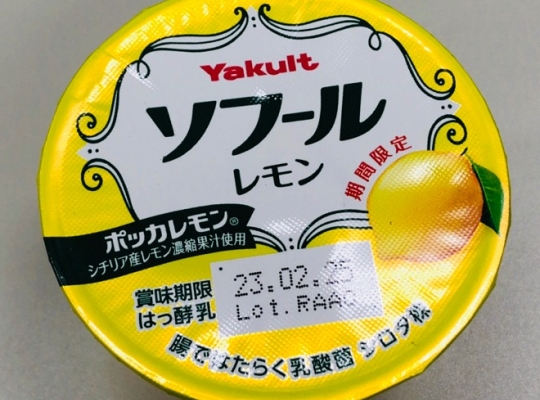 Yakult
ソフール
レモン
期間限定
ポッカレモン®
シチリア産レモン濃縮果汁使用
賞味期限
23.02.25
はっ酵乳
Lot.RAA
腸ではたらく乳酸菌 シロタ株